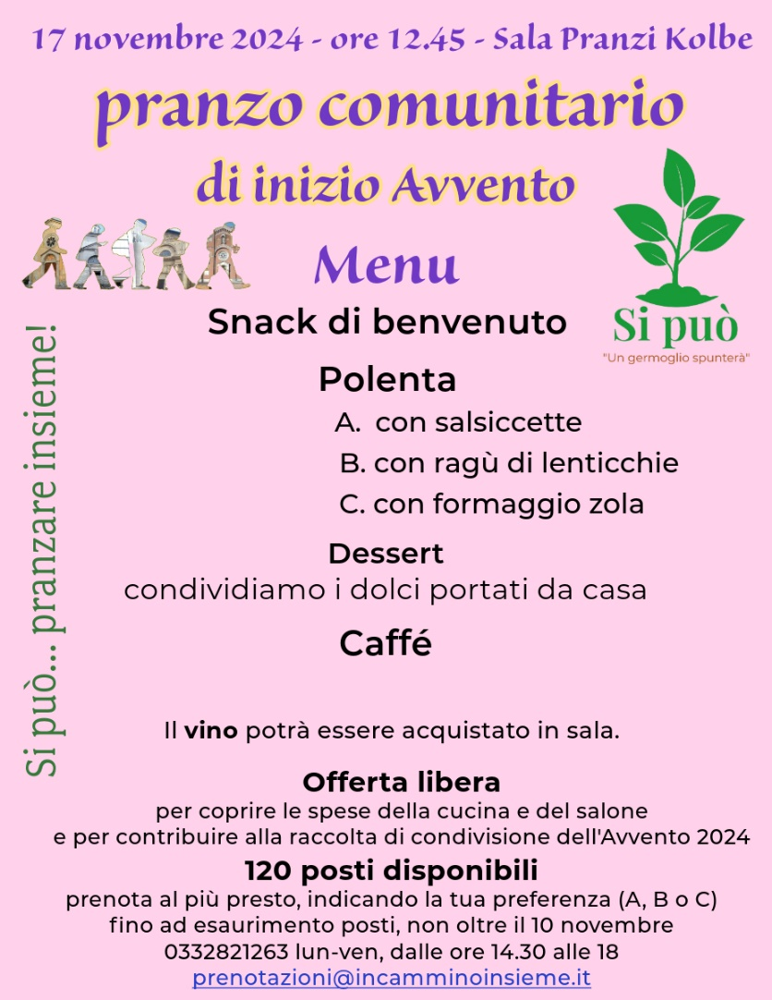 17 novembre 2024 - ore 12.45 - Sala Pranzi Kolbe
pranzo comunitario
di inizio Avvento
Menu
Snack di benvenuto
Si può
"Un germoglio spunterà"
Polenta
A. con salsiccette
B. con ragù di lenticchie
C. con formaggio zola
Dessert
condividiamo i dolci portati da casa
Caffé
Si può... pranzare insieme!
Il vino potrà essere acquistato in sala.
Offerta libera
per coprire le spese della cucina e del salone
e per contribuire alla raccolta di condivisione dell'Avvento 2024
120 posti disponibili
prenota al più presto, indicando la tua preferenza (A, B o C)
fino ad esaurimento posti, non oltre il 10 novembre
0332821263 lun-ven, dalle ore 14.30 alle 18
prenotazioni@incamminoinsieme.it